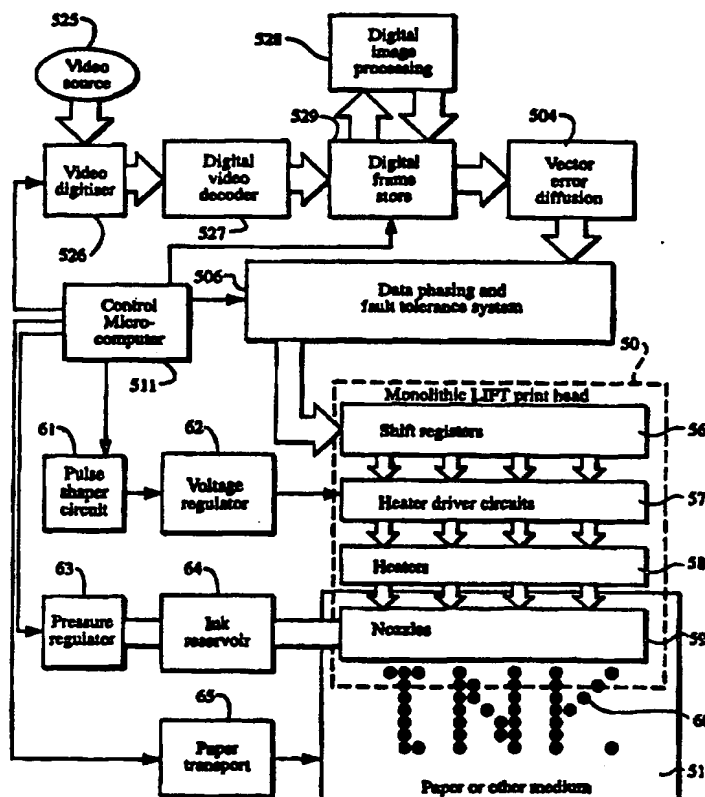 525
Video
source
528
Digital
image
processing
529
504
Video
digitiser
526
Digital
video
decoder
527
Digital
frame
store
Vector
error
diffusion
506
Data phasing and
fault tolerance system
Control
Micro-
computer
511
50
Monolithic LIFT print head
Shift registers
56
61
Pulse
shaper
circuit
62
Voltage
regulator
Heater driver circuits
57
Heaters
58
63
Pressure
regulator
64
Ink
reservoir
Nozzles
59
INK
60
65
Paper
transport
Paper or other medium
51